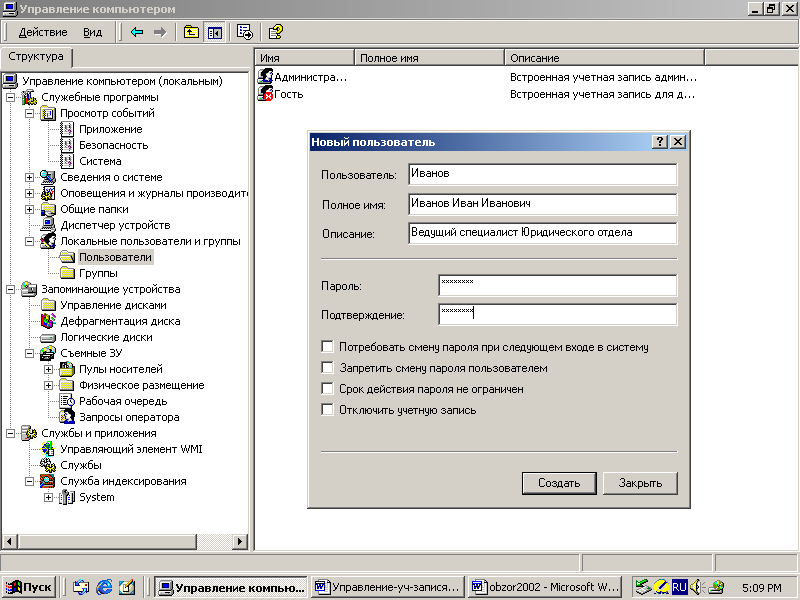 Управление компьютером
Действие Вид
Структура
Имя Полное имя Описание
Управление компьютером (локальным)
Администра... Встроенная учетная запись админ...
Служебные программы
Гость Встроенная учетная запись для д...
Просмотр событий
Приложение
Безопасность
Система
Сведения о системе
Оповещения и журналы производит
Общие папки
Диспетчер устройств
Локальные пользователи и группы
Пользователи
Группы
Запоминающие устройства
Управление дисками
Дефрагментация диска
Логические диски
Съемные ЗУ
Пулы носителей
Физическое размещение
Рабочая очередь
Запросы оператора
Службы и приложения
Управляющий элемент WMI
Службы
Служба индексирования
System
Новый пользователь
Пользователь: Иванов
Полное имя: Иванов Иван Иванович
Описание: Ведущий специалист Юридического отдела
Пароль: ××××××××
Подтверждение: ××××××××
Потребовать смену пароля при следующем входе в систему
Запретить смену пароля пользователем
Срок действия пароля не ограничен
Отключить учетную запись
Создать Закрыть
Пуск Управление компью... Управление-уч-запися... obzor2002 - Microsoft W... RU 5:09 PM